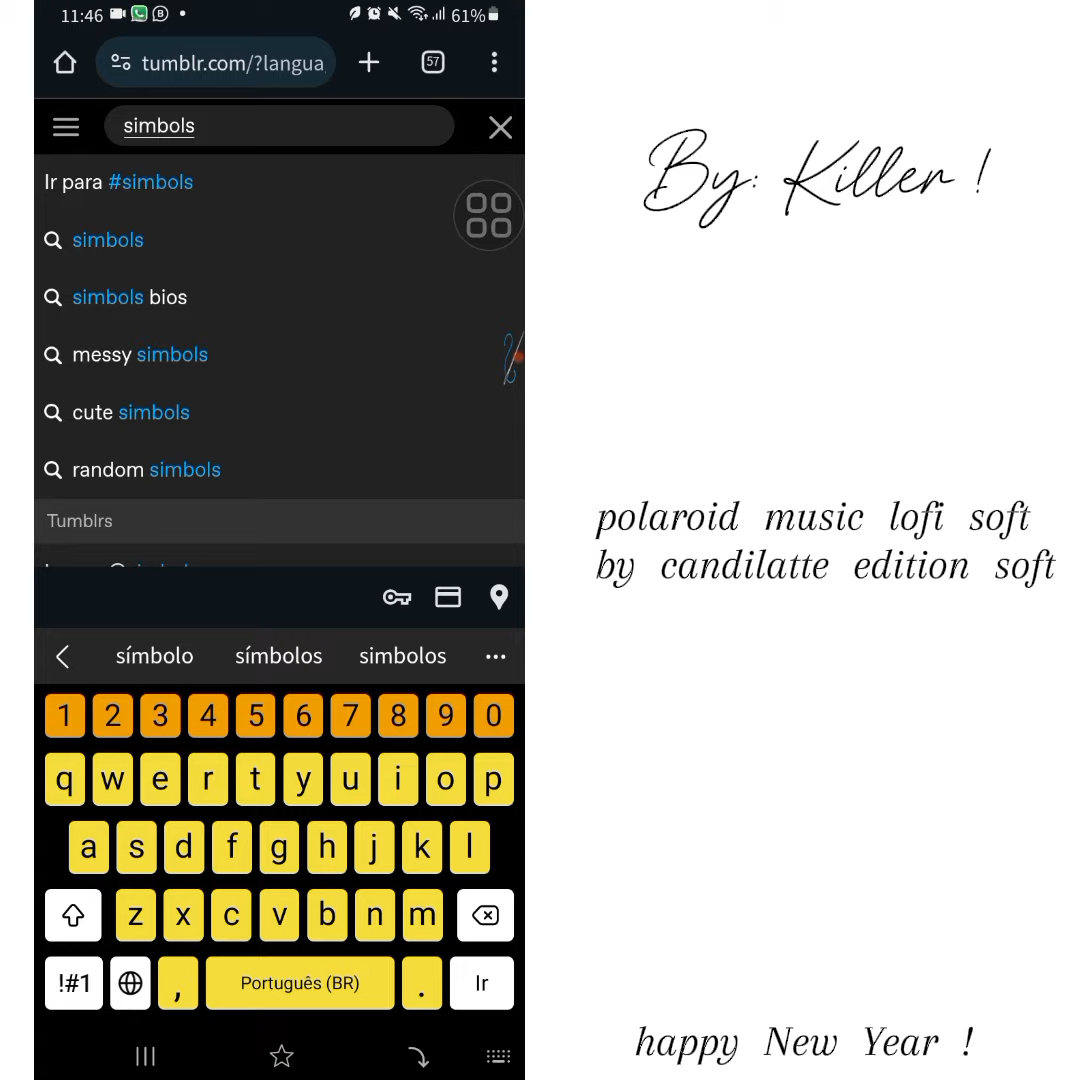 11:46
61%
tumblr.com/?langua
57
simbols
Ir para #simbols
simbols
simbols bios
messy simbols
cute simbols
random simbols
Tumblrs
símbolo símbolos simbolos
1 2 3 4 5 6 7 8 9 0
q w e r t y u i o p
a s d f g h j k l
z x c v b n m
!#1 , Português (BR) . Ir
By: Killer !
polaroid music lofi soft
by candilatte edition soft
happy New Year !